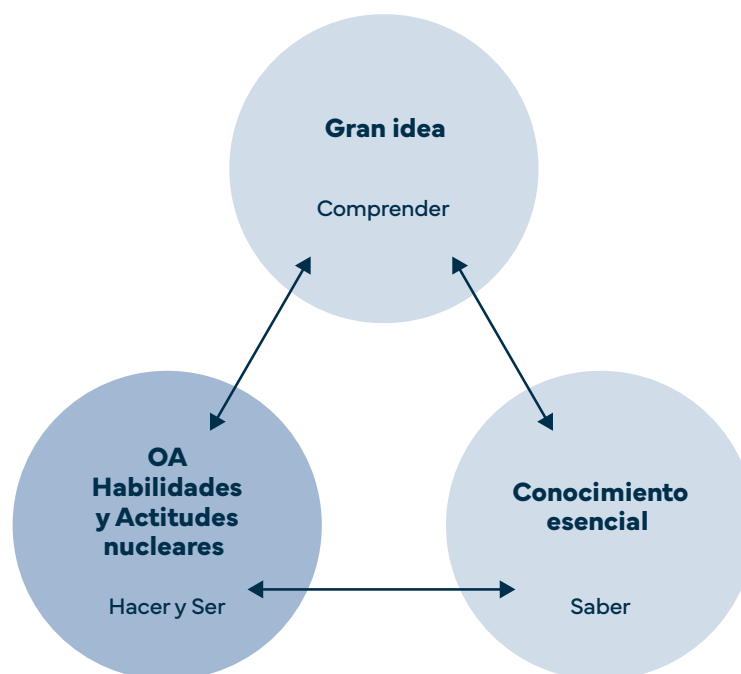 Gran idea
Comprender
OA
Habilidades
y Actitudes
nucleares
Hacer y Ser
Conocimiento
esencial
Saber